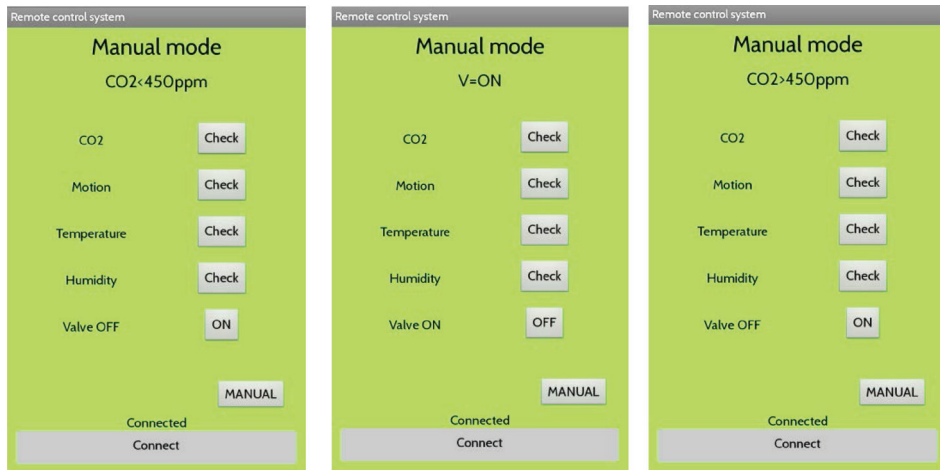 Remote control system
Manual mode
CO2<450ppm
CO2
Check
Motion
Check
Temperature
Check
Humidity
Check
Valve OFF
ON
MANUAL
Connected
Connect
Remote control system
Manual mode
V=ON
CO2
Check
Motion
Check
Temperature
Check
Humidity
Check
Valve ON
OFF
MANUAL
Connected
Connect
Remote control system
Manual mode
CO2>450ppm
CO2
Check
Motion
Check
Temperature
Check
Humidity
Check
Valve OFF
ON
MANUAL
Connected
Connect